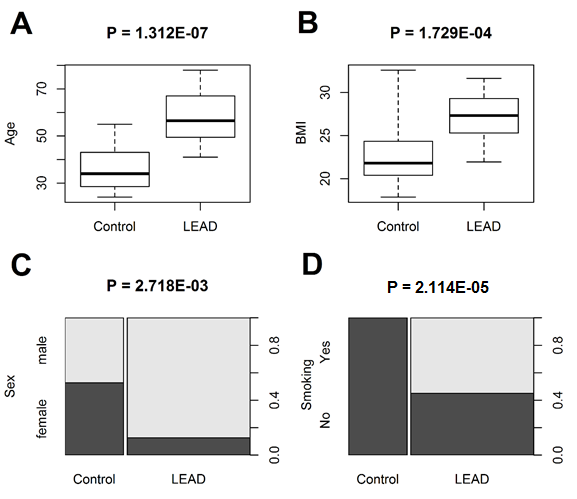 A
P = 1.312E-07
Age
70
50
30
Control LEAD
B
P = 1.729E-04
BMI
30
25
20
Control LEAD
C
P = 2.718E-03
Sex
male
female
0.8
0.4
0.0
Control LEAD
D
P = 2.114E-05
Smoking
Yes
No
0.8
0.4
0.0
Control LEAD